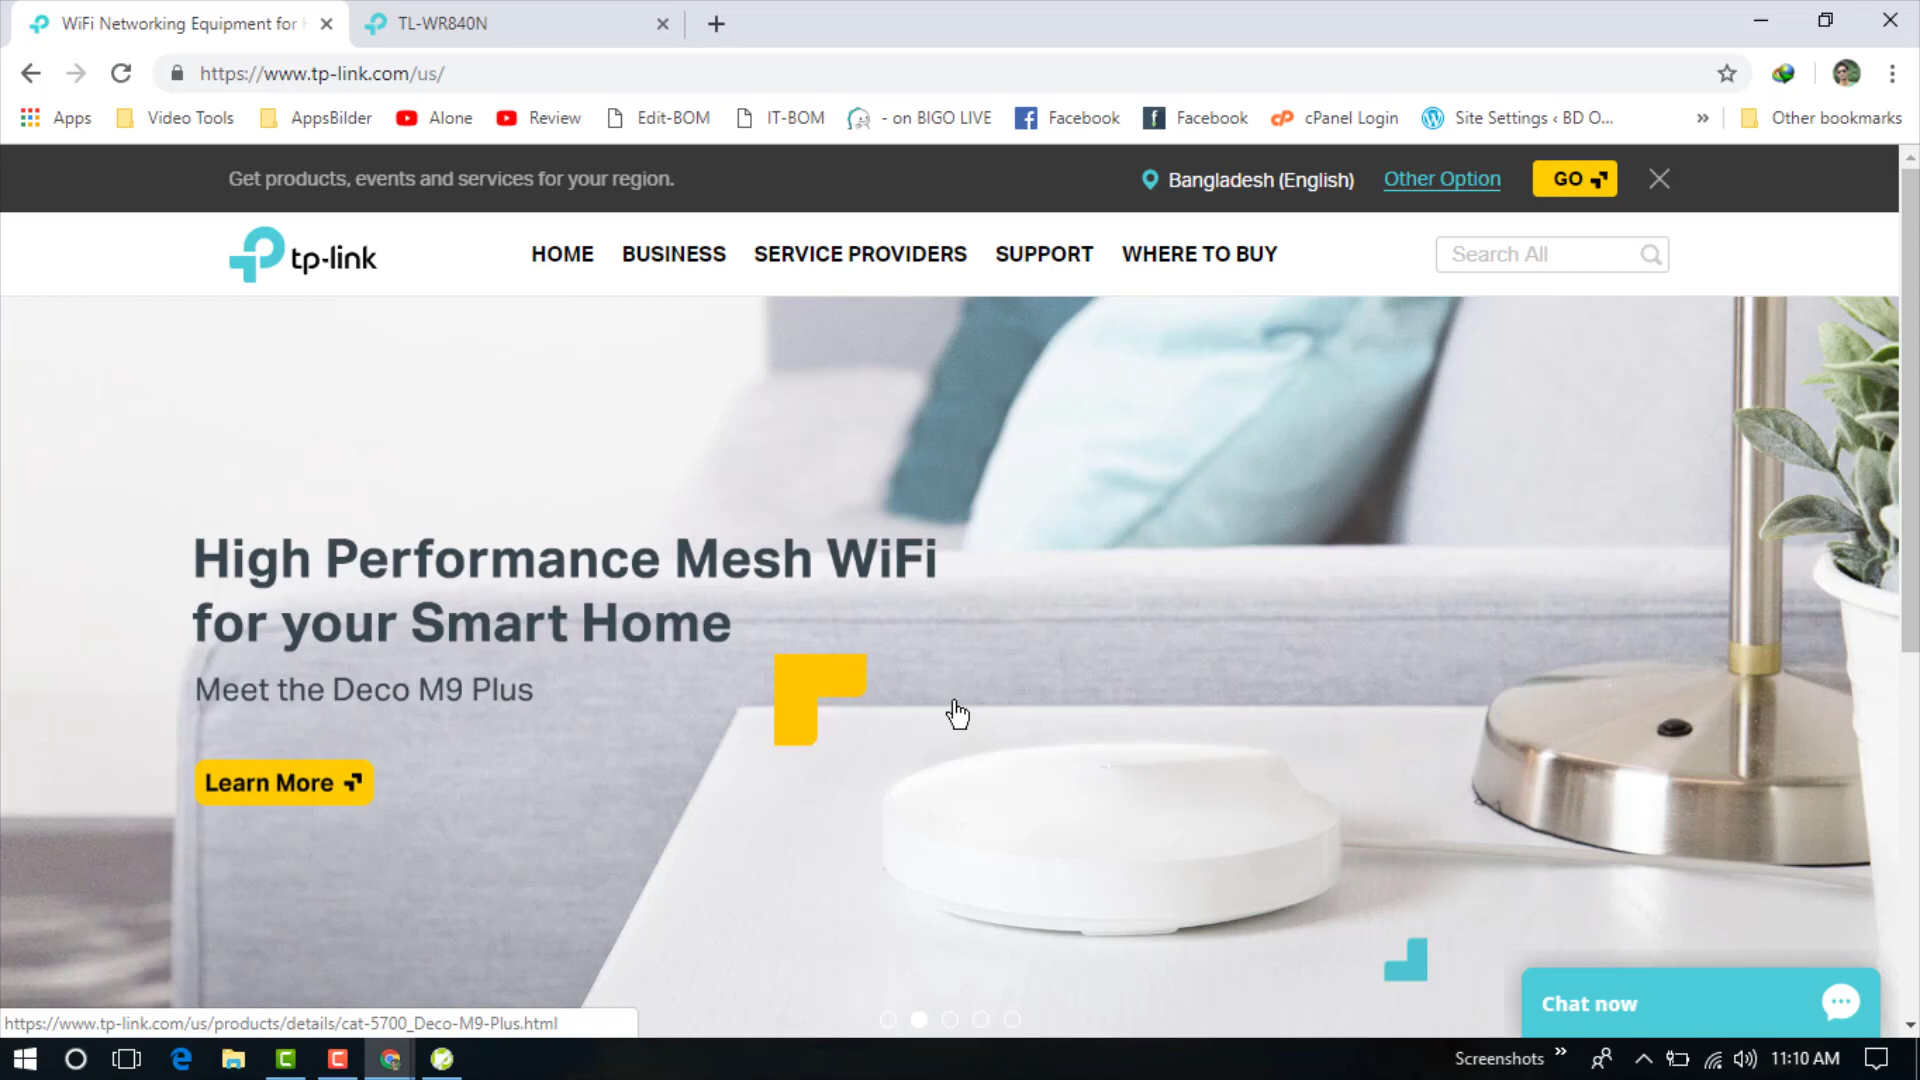 WiFi Networking Equipment for
TL-WR840N
https://www.tp-link.com/us/
Apps
Video Tools
AppsBilder
Alone
Review
Edit-BOM
IT-BOM
- on BIGO LIVE
Facebook
Facebook
cPanel Login
Site Settings ‹ BD O...
»
Other bookmarks
Get products, events and services for your region.
Bangladesh (English)
Other Option
GO
tp-link
HOME
BUSINESS
SERVICE PROVIDERS
SUPPORT
WHERE TO BUY
Search All
High Performance Mesh WiFi
for your Smart Home
Meet the Deco M9 Plus
Learn More
Chat now
https://www.tp-link.com/us/products/details/cat-5700_Deco-M9-Plus.html
Screenshots
»
11:10 AM